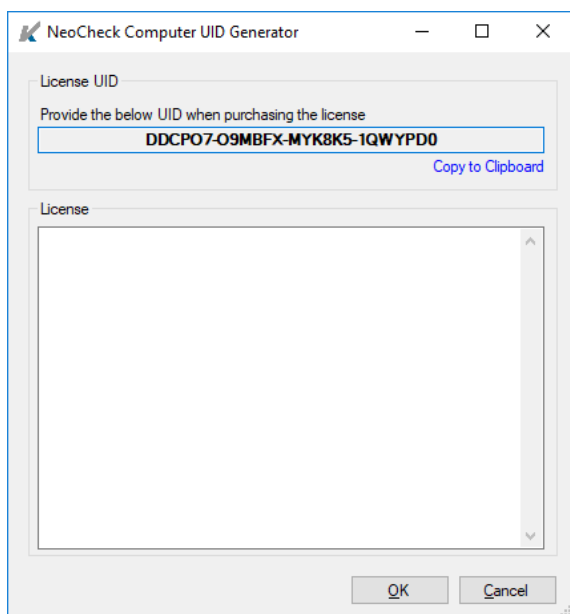 NeoCheck Computer UID Generator
License UID
Provide the below UID when purchasing the license
DDCPO7-O9MBFX-MYK8K5-1QWYPD0
Copy to Clipboard
License
OK
Cancel